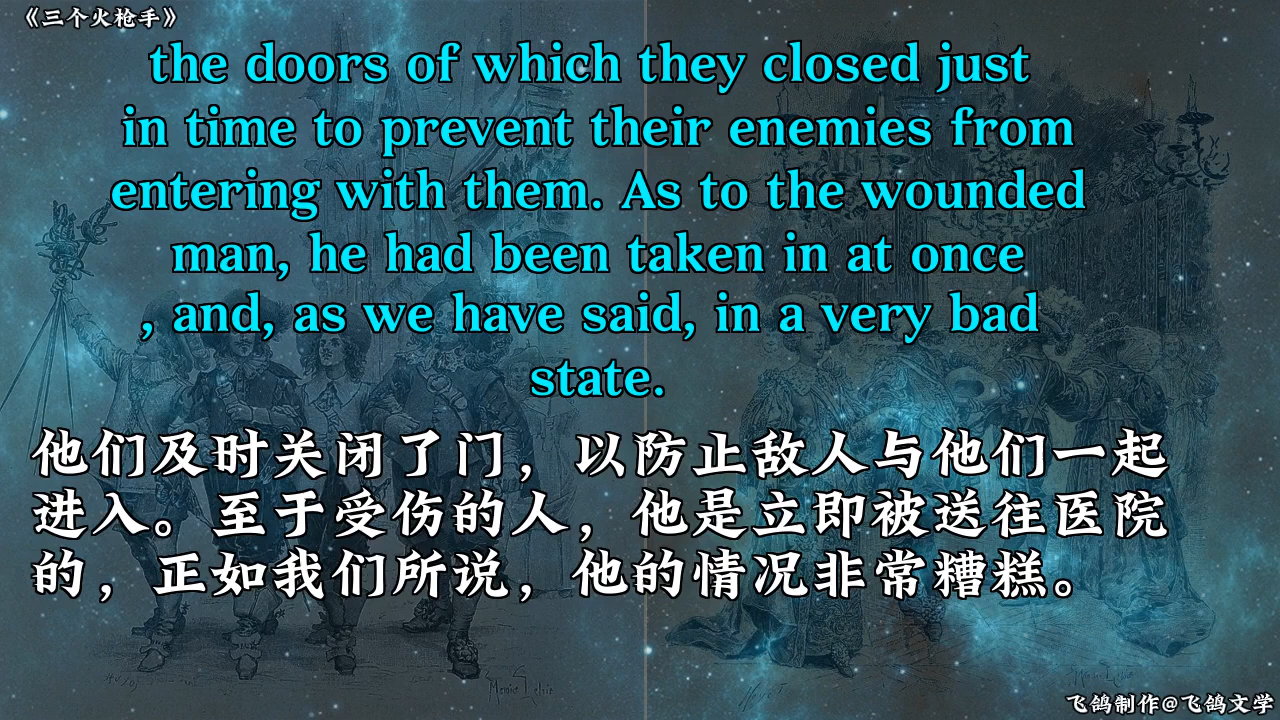 《三个火枪手》
the doors of which they closed just
in time to prevent their enemies from
entering with them. As to the wounded
man, he had been taken in at once
, and, as we have said, in a very bad
state.
他们及时关闭了门，以防止敌人与他们一起
进入。至于受伤的人，他是立即被送往医院
的，正如我们所说，他的情况非常糟糕。
飞鸽制作@飞鸽文学